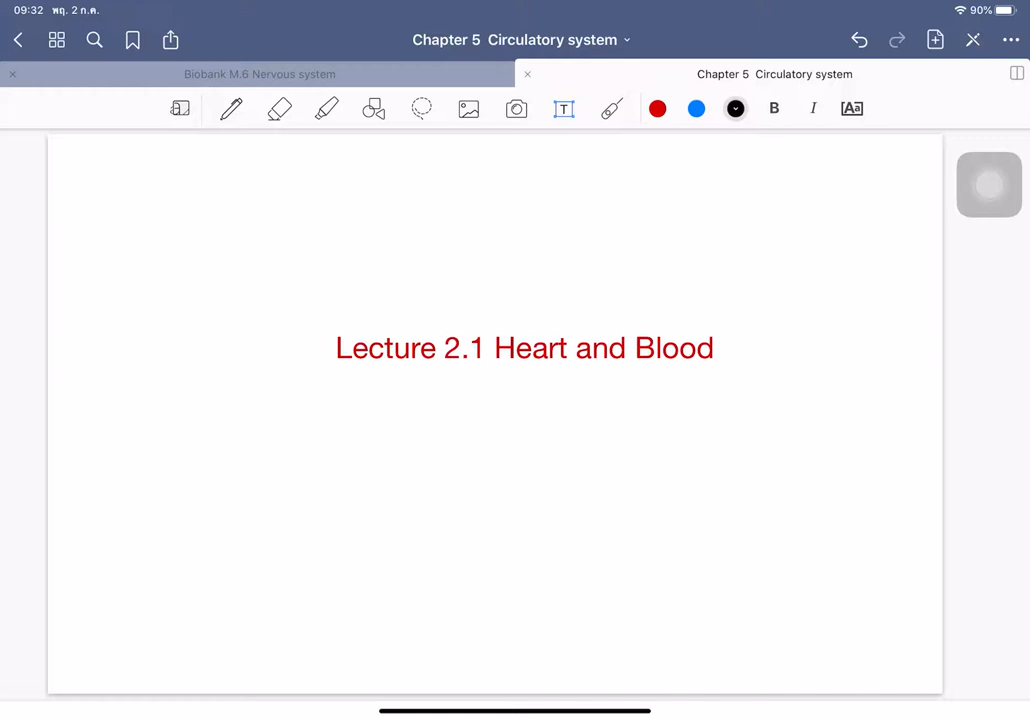 09:32 พฤ. 2 ก.ค.
90%
Chapter 5 Circulatory system
Biobank M.6 Nervous system
Chapter 5 Circulatory system
T
B
I
Aa
Lecture 2.1 Heart and Blood